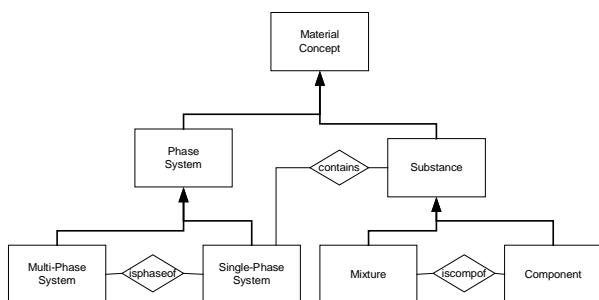 Material
Concept
Phase
System
contains
Substance
Multi-Phase
System
isphaseof
Single-Phase
System
Mixture
iscompof
Component